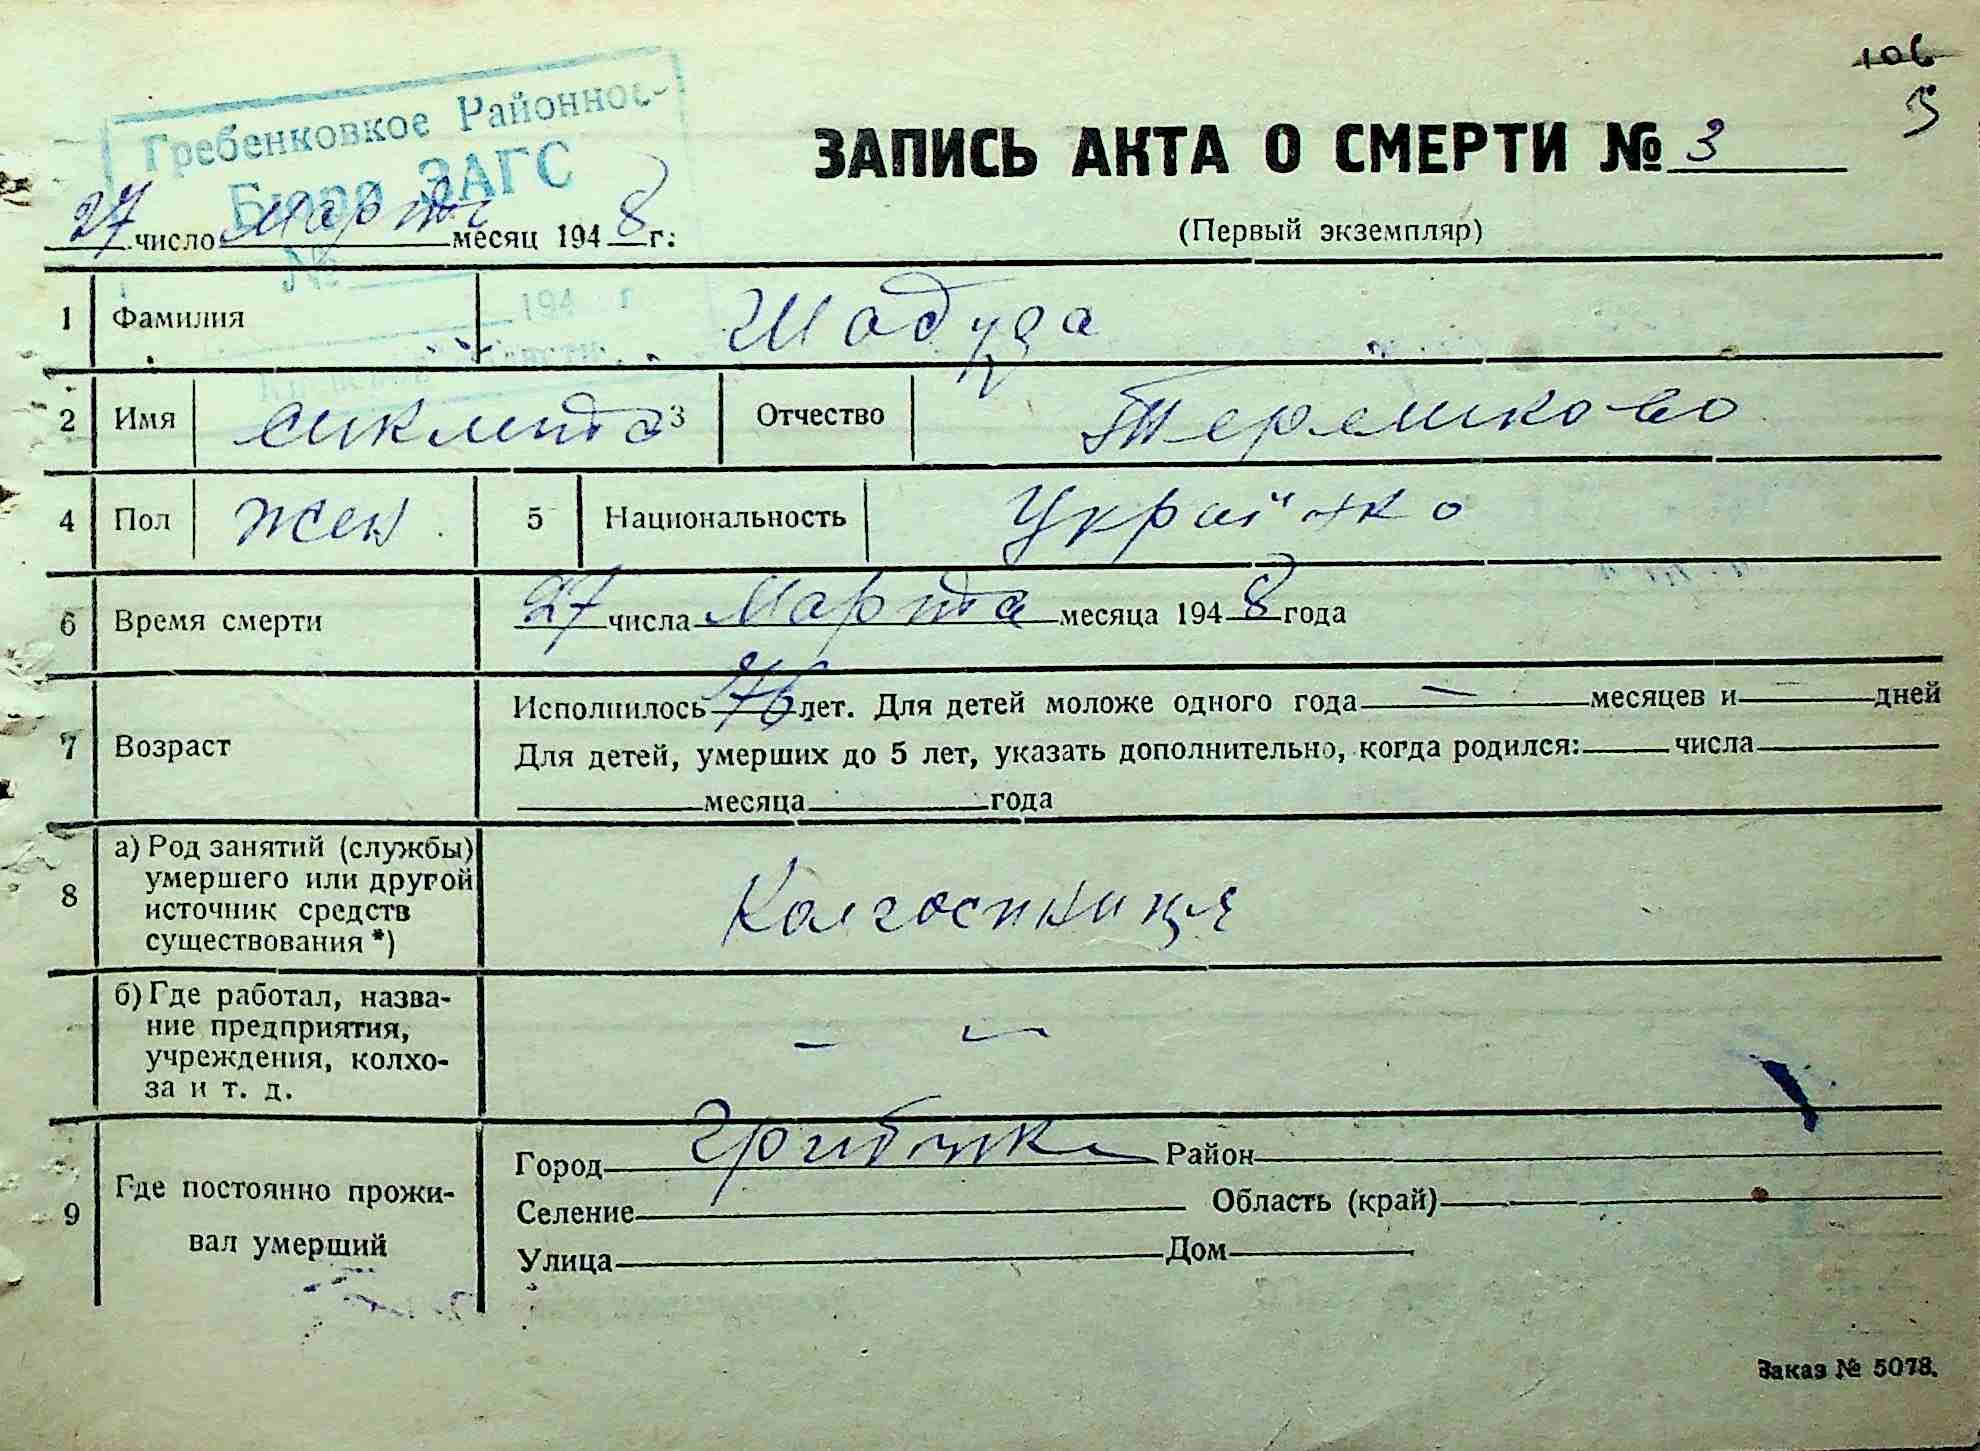 106
3
Гребенковкое Районное
Бюро ЗАГС
№ 194 г
ЗАПИСЬ АКТА О СМЕРТИ № 3
(Первый экземпляр)
27 число Марта месяц 1948 г:
1 Фамилия
2 Имя 3 Отчество
4 Пол жен 5 Национальность Украінко
6 Время смерти 27 числа Марта месяца 1948 года
7 Возраст
Исполнилось 76 лет. Для детей моложе одного года — месяцев и дней
Для детей, умерших до 5 лет, указать дополнительно, когда родился: числа
месяца года
8 а) Род занятий (службы)
умершего или другой
источник средств
существования *)
Колгоспниця
б) Где работал, назва-
ние предприятия,
учреждения, колхо-
за и т. д.
— —
9 Где постоянно прожи-
вал умерший
Город Район
Селение Область (край)
Улица Дом
Заказ № 5078.